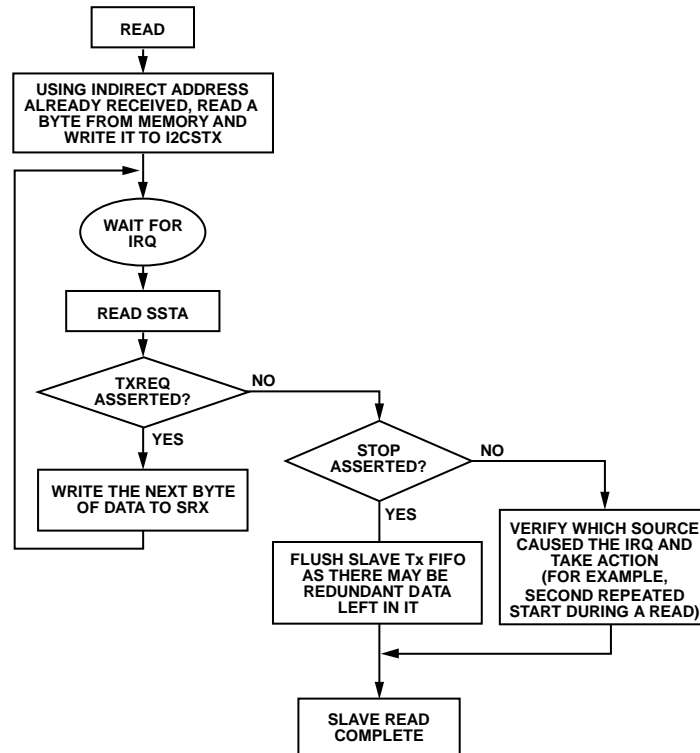 READ
USING INDIRECT ADDRESS
ALREADY RECEIVED, READ A
BYTE FROM MEMORY AND
WRITE IT TO I2CSTX
WAIT FOR
IRQ
READ SSTA
TXREQ
ASSERTED?
NO
YES
WRITE THE NEXT BYTE
OF DATA TO SRX
STOP
ASSERTED?
NO
YES
FLUSH SLAVE Tx FIFO
AS THERE MAY BE
REDUNDANT DATA
LEFT IN IT
VERIFY WHICH SOURCE
CAUSED THE IRQ AND
TAKE ACTION
(FOR EXAMPLE,
SECOND REPEATED
START DURING A READ)
SLAVE READ
COMPLETE